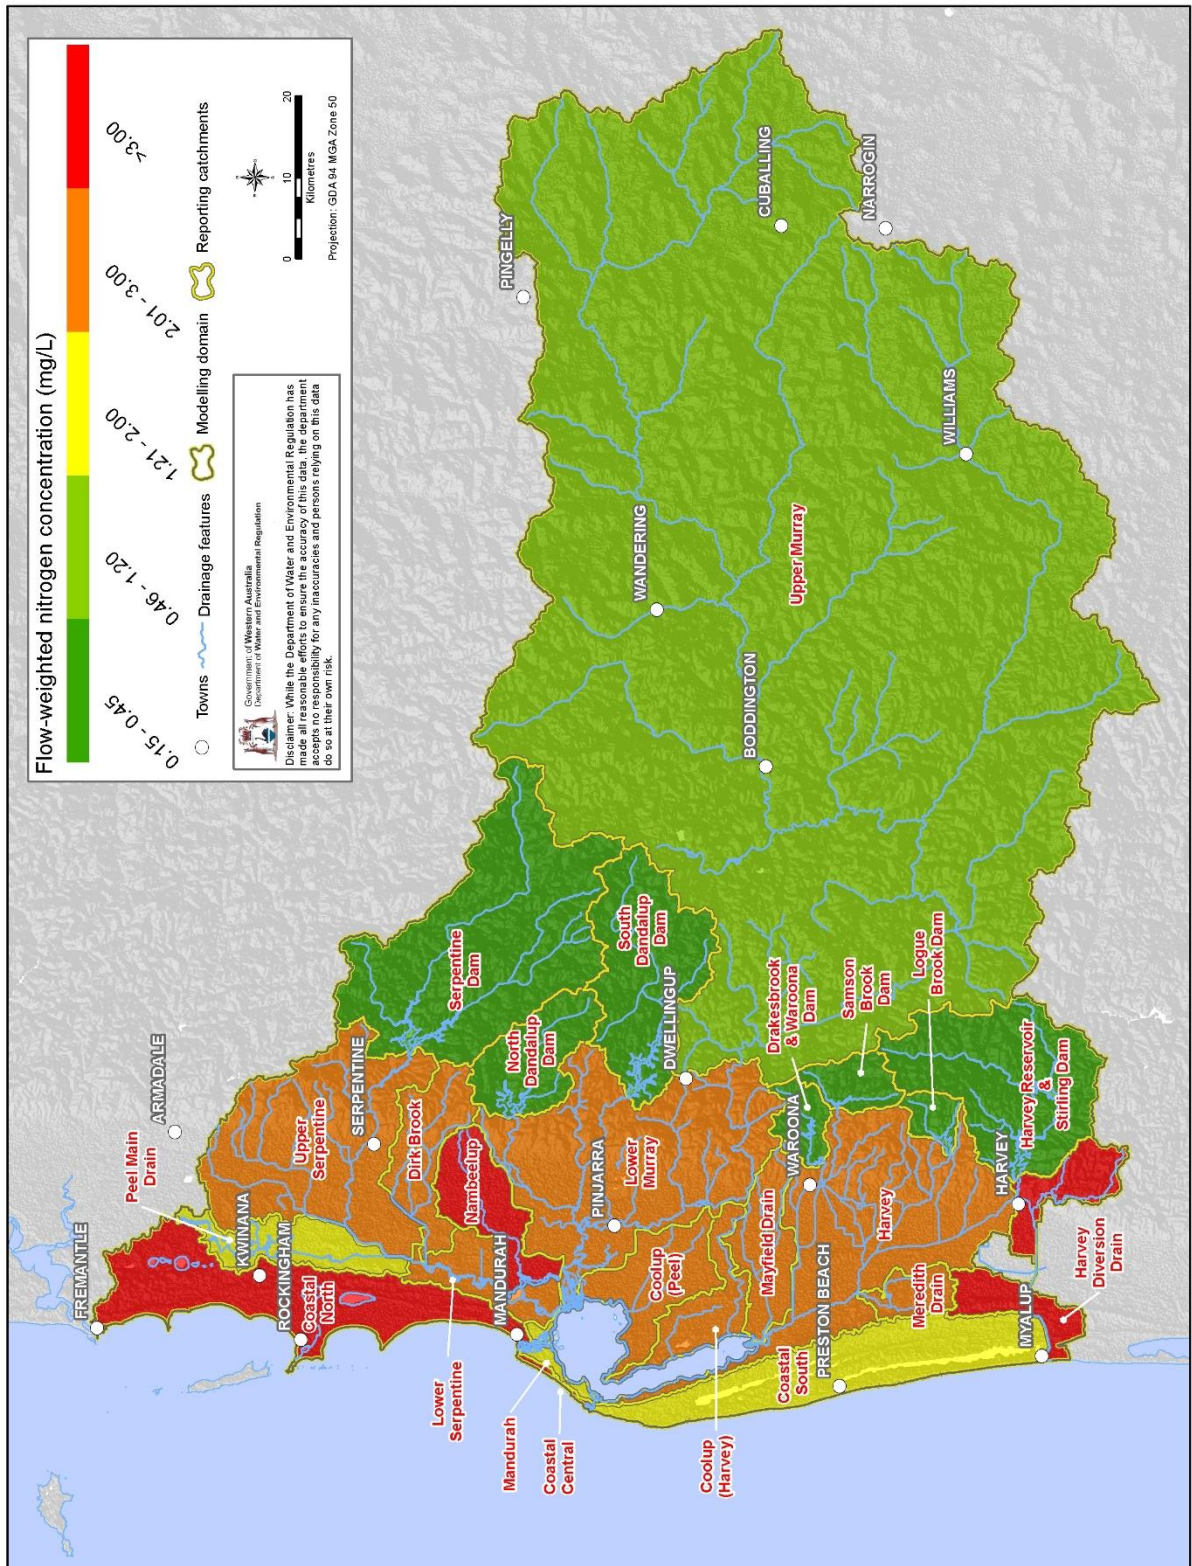 Flow-weighted nitrogen concentration (mg/L)
0.15 - 0.45
0.46 - 1.20
1.21 - 2.00
2.01 - 3.00
>3.00
Towns
Drainage features
Modelling domain
Reporting catchments
Government of Western Australia
Department of Water and Environmental Regulation
Disclaimer: While the Department of Water and Environmental Regulation has
made all reasonable efforts to ensure the accuracy of this data, the department
accepts no responsibility for any inaccuracies and persons relying on this data
do so at their own risk.
0
10
20
Kilometres
Projection: GDA 94 MGA Zone 50
FREMANTLE
ARMADALE
Peel Main
Drain
KWINANA
ROCKINGHAM
Coastal
North
Upper
Serpentine
SERPENTINE
Dirk Brook
Serpentine
Dam
Lower
Serpentine
Nambeelup
North
Dandalup
Dam
South
Dandalup
Dam
MANDURAH
Mandurah
Coastal
Central
PINJARRA
Lower
Murray
DWELLINGUP
Coolup
(Peel)
Coolup
(Harvey)
Mayfield Drain
WAROONA
Drakesbrook
& Waroona
Dam
Samson
Brook
Dam
Logue
Brook Dam
Coastal
South
PRESTON BEACH
Harvey
Meredith
Drain
HARVEY
Harvey Reservoir
&
Stirling Dam
MYALUP
Harvey
Diversion
Drain
PINGELLY
WANDERING
BODDINGTON
Upper Murray
CUBALLING
NARROGIN
WILLIAMS